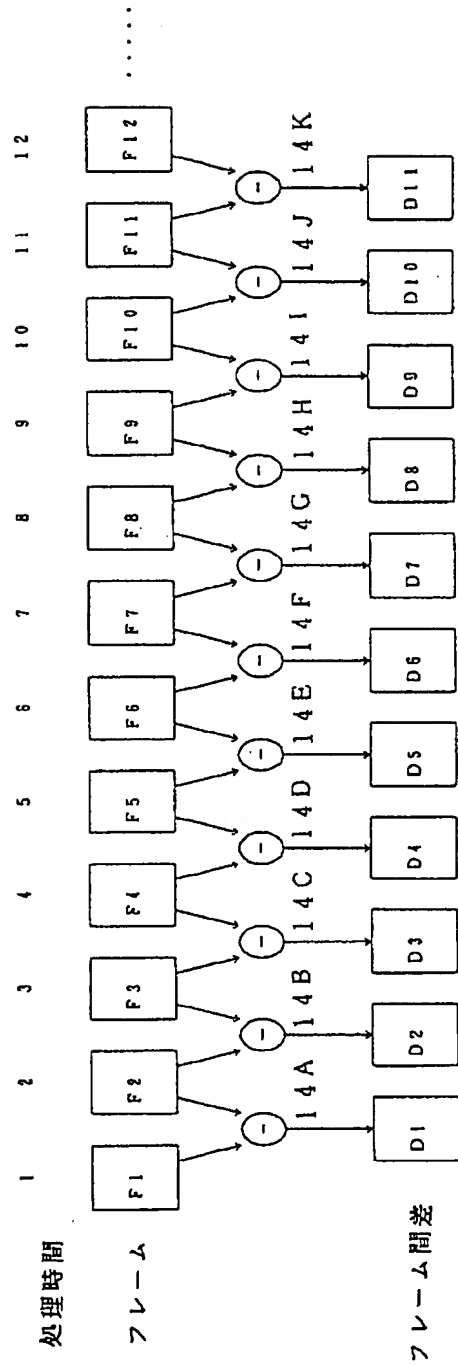 処理時間 1 2 3 4 5 6 7 8 9 10 11 12
フレーム F1 F2 F3 F4 F5 F6 F7 F8 F9 F10 F11 F12 ・・・・・
− − − − − − − − − − −
14A 14B 14C 14D 14E 14F 14G 14H 14I 14J 14K
フレーム間差 D1 D2 D3 D4 D5 D6 D7 D8 D9 D10 D11